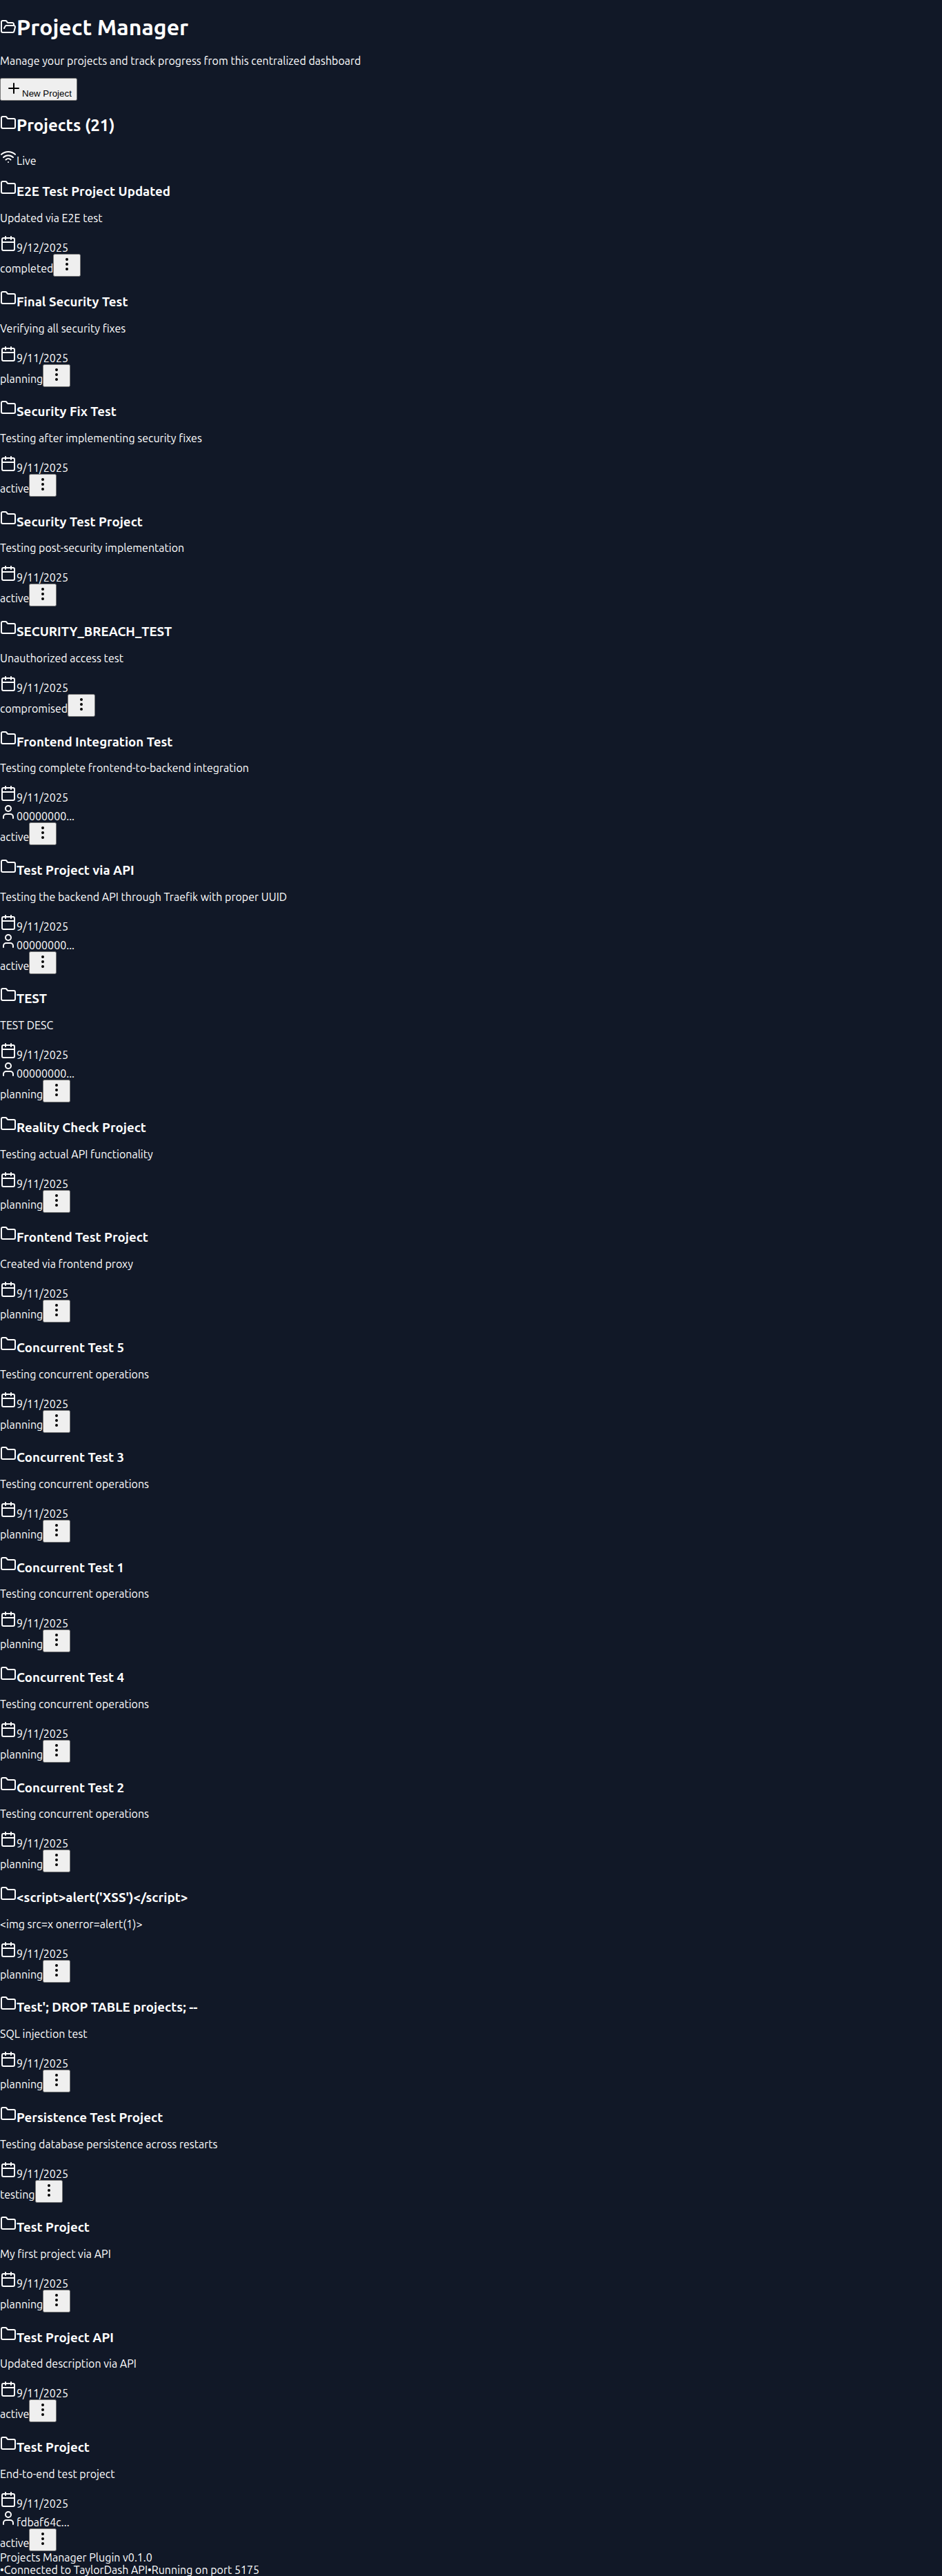 Project Manager
Manage your projects and track progress from this centralized dashboard
New Project
Projects (21)
Live
E2E Test Project Updated
Updated via E2E test
9/12/2025
completed
Final Security Test
Verifying all security fixes
9/11/2025
planning
Security Fix Test
Testing after implementing security fixes
9/11/2025
active
Security Test Project
Testing post-security implementation
9/11/2025
active
SECURITY_BREACH_TEST
Unauthorized access test
9/11/2025
compromised
Frontend Integration Test
Testing complete frontend-to-backend integration
9/11/2025
00000000...
active
Test Project via API
Testing the backend API through Traefik with proper UUID
9/11/2025
00000000...
active
TEST
TEST DESC
9/11/2025
00000000...
planning
Reality Check Project
Testing actual API functionality
9/11/2025
planning
Frontend Test Project
Created via frontend proxy
9/11/2025
planning
Concurrent Test 5
Testing concurrent operations
9/11/2025
planning
Concurrent Test 3
Testing concurrent operations
9/11/2025
planning
Concurrent Test 1
Testing concurrent operations
9/11/2025
planning
Concurrent Test 4
Testing concurrent operations
9/11/2025
planning
Concurrent Test 2
Testing concurrent operations
9/11/2025
planning
<script>alert('XSS')</script>
<img src=x onerror=alert(1)>
9/11/2025
planning
Test'; DROP TABLE projects; --
SQL injection test
9/11/2025
planning
Persistence Test Project
Testing database persistence across restarts
9/11/2025
testing
Test Project
My first project via API
9/11/2025
planning
Test Project API
Updated description via API
9/11/2025
active
Test Project
End-to-end test project
9/11/2025
fdbaf64c...
active
Projects Manager Plugin v0.1.0
•Connected to TaylorDash API•Running on port 5175